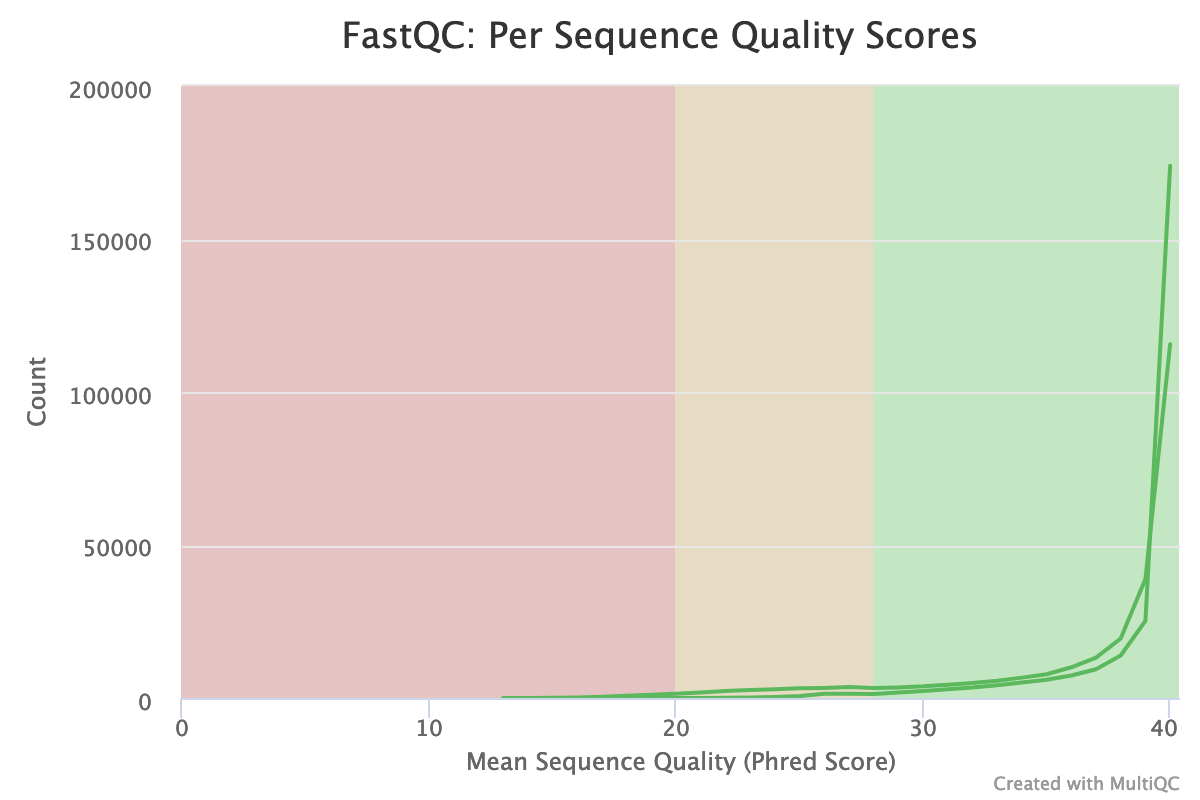 FastQC: Per Sequence Quality Scores
200000
150000
100000
50000
0
Count
0 10 20 30 40
Mean Sequence Quality (Phred Score)
Created with MultiQC